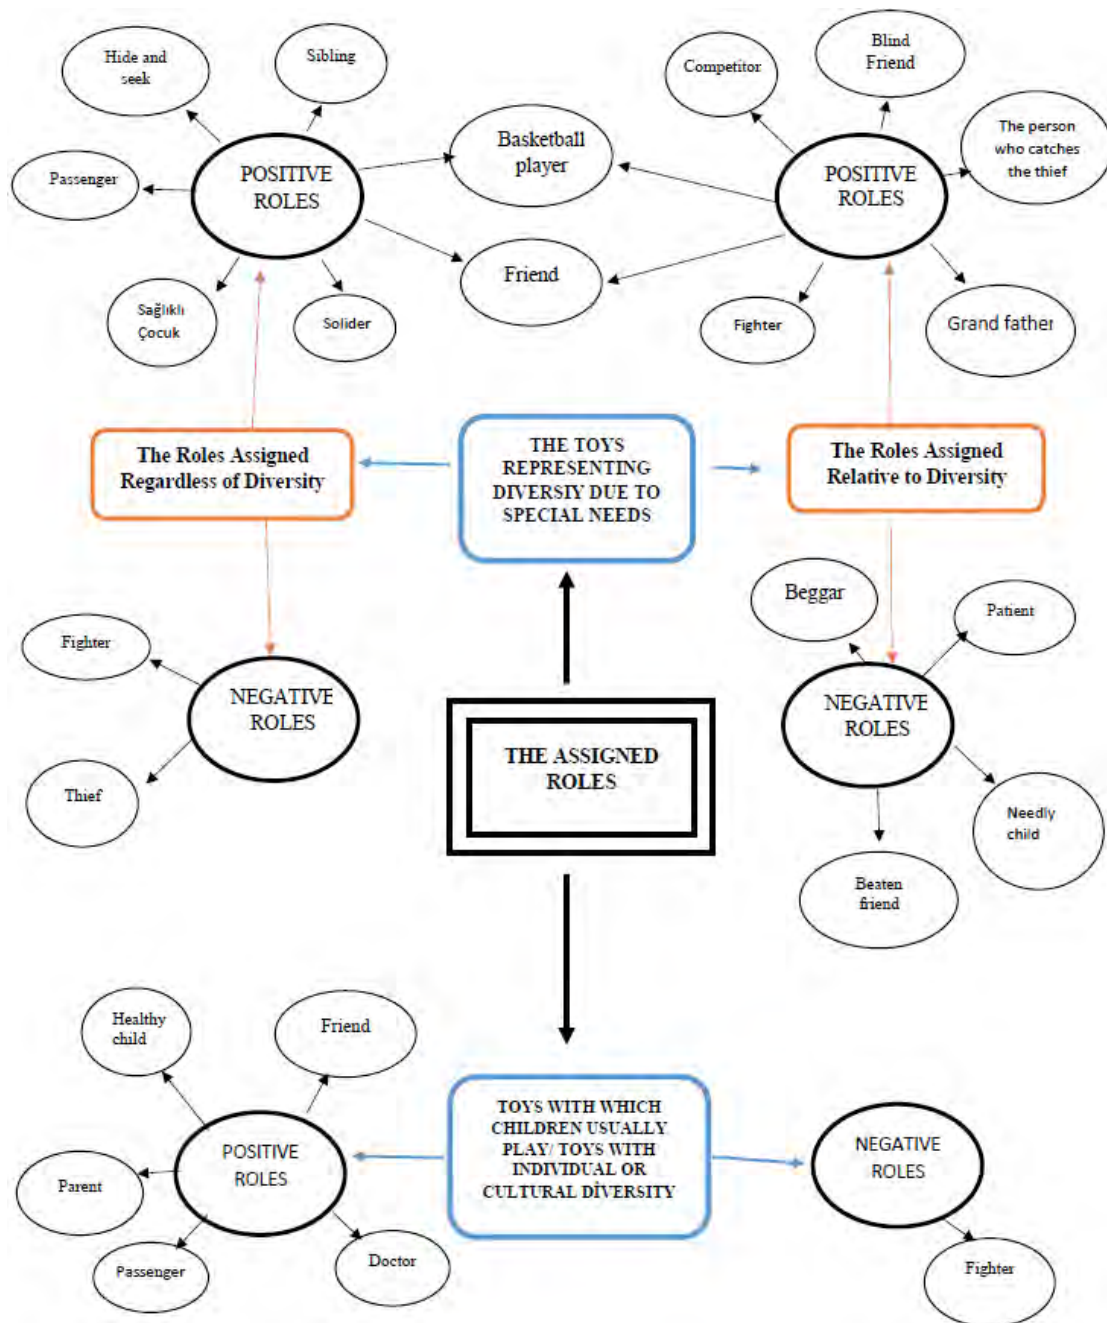 Hide and
seek
Sibling
Passenger
POSITIVE
ROLES
Sağlıklı
Çocuk
Solider
Basketball
player
Friend
Competitor
Blind
Friend
The person
who catches
the thief
POSITIVE
ROLES
Fighter
Grand father
The Roles Assigned
Regardless of Diversity
THE TOYS
REPRESENTING
DIVERSIY DUE TO
SPECIAL NEEDS
The Roles Assigned
Relative to Diversity
Fighter
NEGATIVE
ROLES
Thief
Beggar
Patient
NEGATIVE
ROLES
Needly
child
Beaten
friend
THE ASSIGNED
ROLES
Healthy
child
Friend
Parent
POSITIVE
ROLES
Passenger
Doctor
TOYS WITH WHICH
CHILDREN USUALLY
PLAY/ TOYS WITH
INDIVIDUAL OR
CULTURAL DİVERSITY
NEGATIVE
ROLES
Fighter